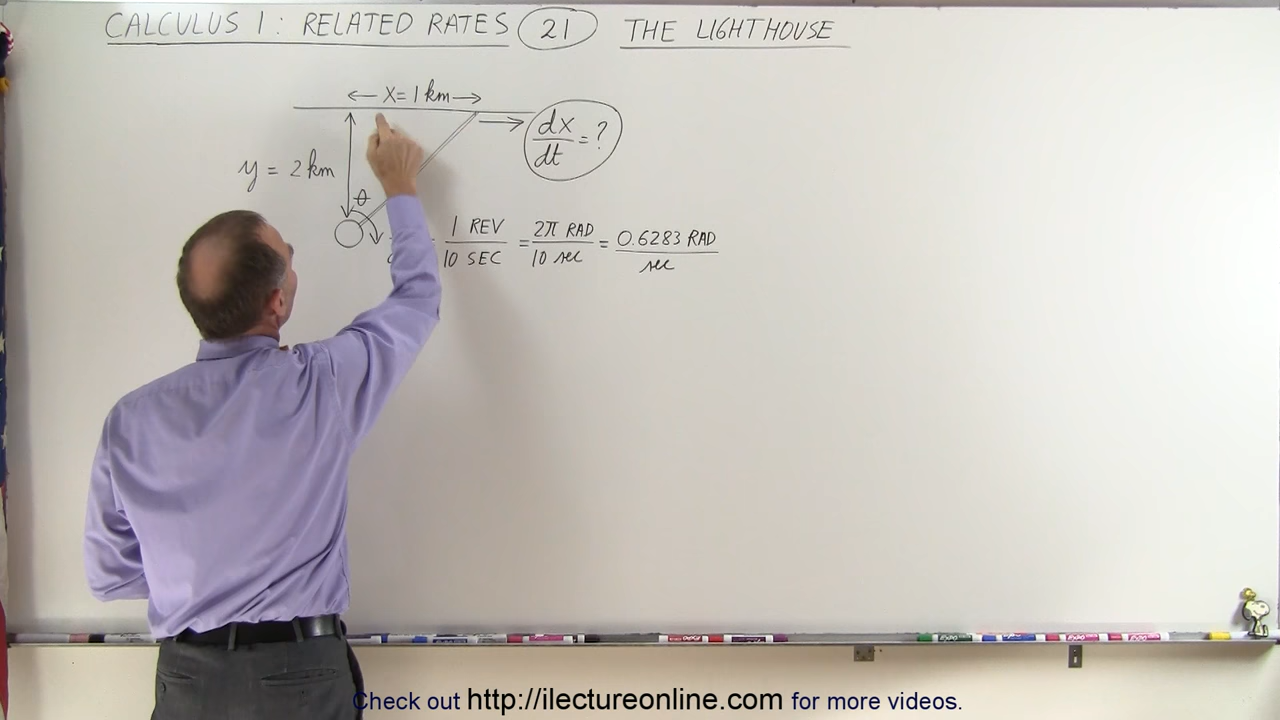 CALCULUS 1: RELATED RATES 21 THE LIGHTHOUSE
X = 1 km
dx/dt = ?
y = 2 km
θ
1 REV / 10 SEC = 2π RAD / 10 sec = 0.6283 RAD / sec
Check out http://ilectureonline.com for more videos.